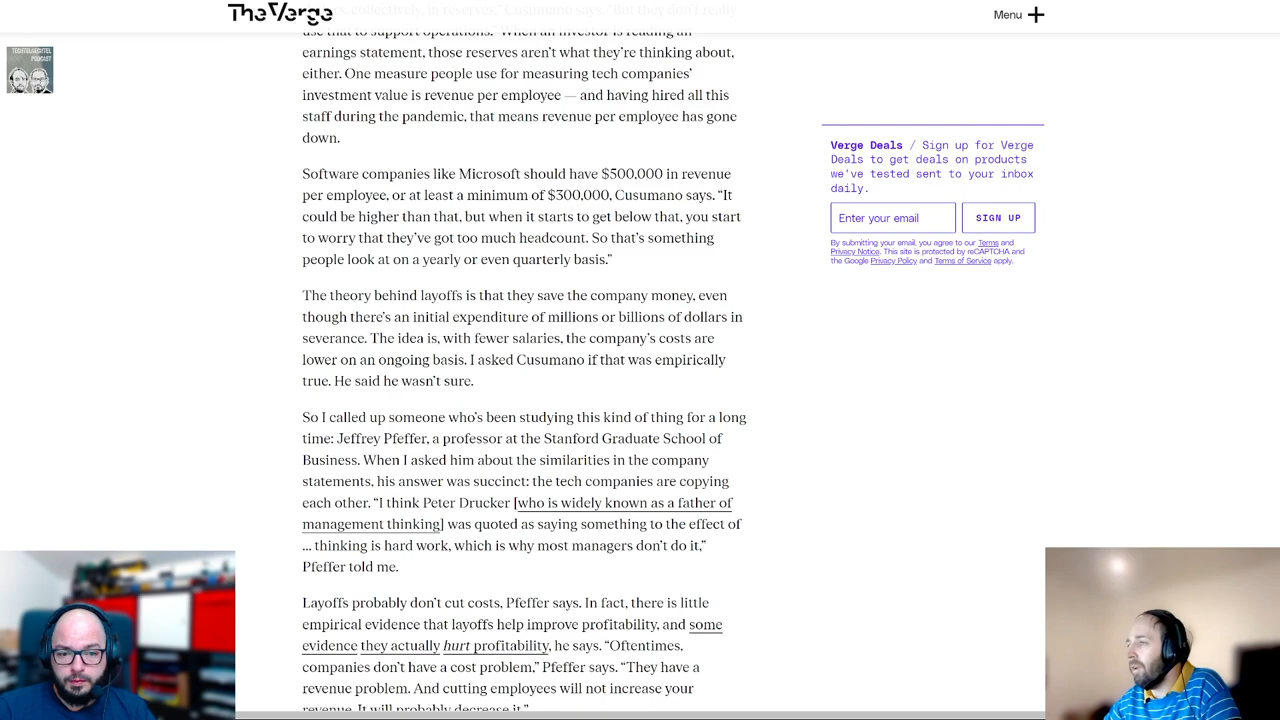 The Verge
Menu
TECHTELMECHTEL
PODCAST
rs, collectively, in reserves," Cusumano says. "But they don't really
use that to support operations." When an investor is reading an
earnings statement, those reserves aren't what they're thinking about,
either. One measure people use for measuring tech companies'
investment value is revenue per employee — and having hired all this
staff during the pandemic, that means revenue per employee has gone
down.
Software companies like Microsoft should have $500,000 in revenue
per employee, or at least a minimum of $300,000, Cusumano says. “It
could be higher than that, but when it starts to get below that, you start
to worry that they’ve got too much headcount. So that’s something
people look at on a yearly or even quarterly basis.”
The theory behind layoffs is that they save the company money, even
though there’s an initial expenditure of millions or billions of dollars in
severance. The idea is, with fewer salaries, the company’s costs are
lower on an ongoing basis. I asked Cusumano if that was empirically
true. He said he wasn’t sure.
So I called up someone who’s been studying this kind of thing for a long
time: Jeffrey Pfeffer, a professor at the Stanford Graduate School of
Business. When I asked him about the similarities in the company
statements, his answer was succinct: the tech companies are copying
each other. “I think Peter Drucker [who is widely known as a father of
management thinking] was quoted as saying something to the effect of
... thinking is hard work, which is why most managers don’t do it,”
Pfeffer told me.
Layoffs probably don’t cut costs, Pfeffer says. In fact, there is little
empirical evidence that layoffs help improve profitability, and some
evidence they actually hurt profitability, he says. “Oftentimes,
companies don’t have a cost problem,” Pfeffer says. “They have a
revenue problem. And cutting employees will not increase your
revenue. It will probably decrease it.”
Verge Deals / Sign up for Verge
Deals to get deals on products
we've tested sent to your inbox
daily.
Enter your email
SIGN UP
By submitting your email, you agree to our Terms and
Privacy Notice. This site is protected by reCAPTCHA and
the Google Privacy Policy and Terms of Service apply.